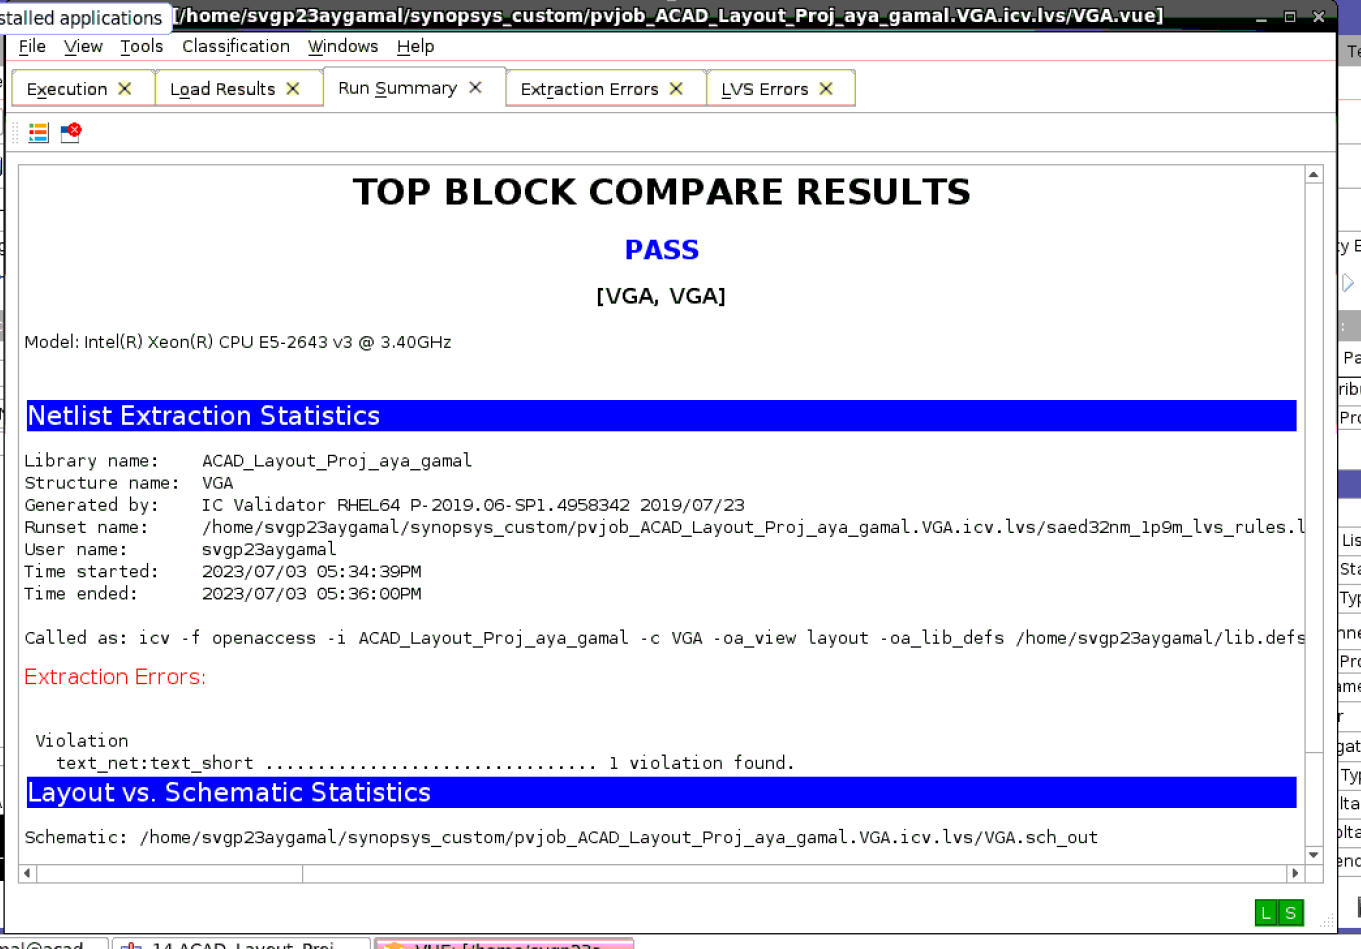 stalled applications
[/home/svgp23aygamal/synopsys_custom/pvjob_ACAD_Layout_Proj_aya_gamal.VGA.icv.lvs/VGA.vue]
File View Tools Classification Windows Help
Execution Load Results Run Summary Extraction Errors LVS Errors
TOP BLOCK COMPARE RESULTS
PASS
[VGA, VGA]
Model: Intel(R) Xeon(R) CPU E5-2643 v3 @ 3.40GHz
Netlist Extraction Statistics
Library name: ACAD_Layout_Proj_aya_gamal
Structure name: VGA
Generated by: IC Validator RHEL64 P-2019.06-SP1.4958342 2019/07/23
Runset name: /home/svgp23aygamal/synopsys_custom/pvjob_ACAD_Layout_Proj_aya_gamal.VGA.icv.lvs/saed32nm_1p9m_lvs_rules.l
User name: svgp23aygamal
Time started: 2023/07/03 05:34:39PM
Time ended: 2023/07/03 05:36:00PM
Called as: icv -f openaccess -i ACAD_Layout_Proj_aya_gamal -c VGA -oa_view layout -oa_lib_defs /home/svgp23aygamal/lib.defs
Extraction Errors:
Violation
text_net:text_short ................................ 1 violation found.
Layout vs. Schematic Statistics
Schematic: /home/svgp23aygamal/synopsys_custom/pvjob_ACAD_Layout_Proj_aya_gamal.VGA.icv.lvs/VGA.sch_out
L S